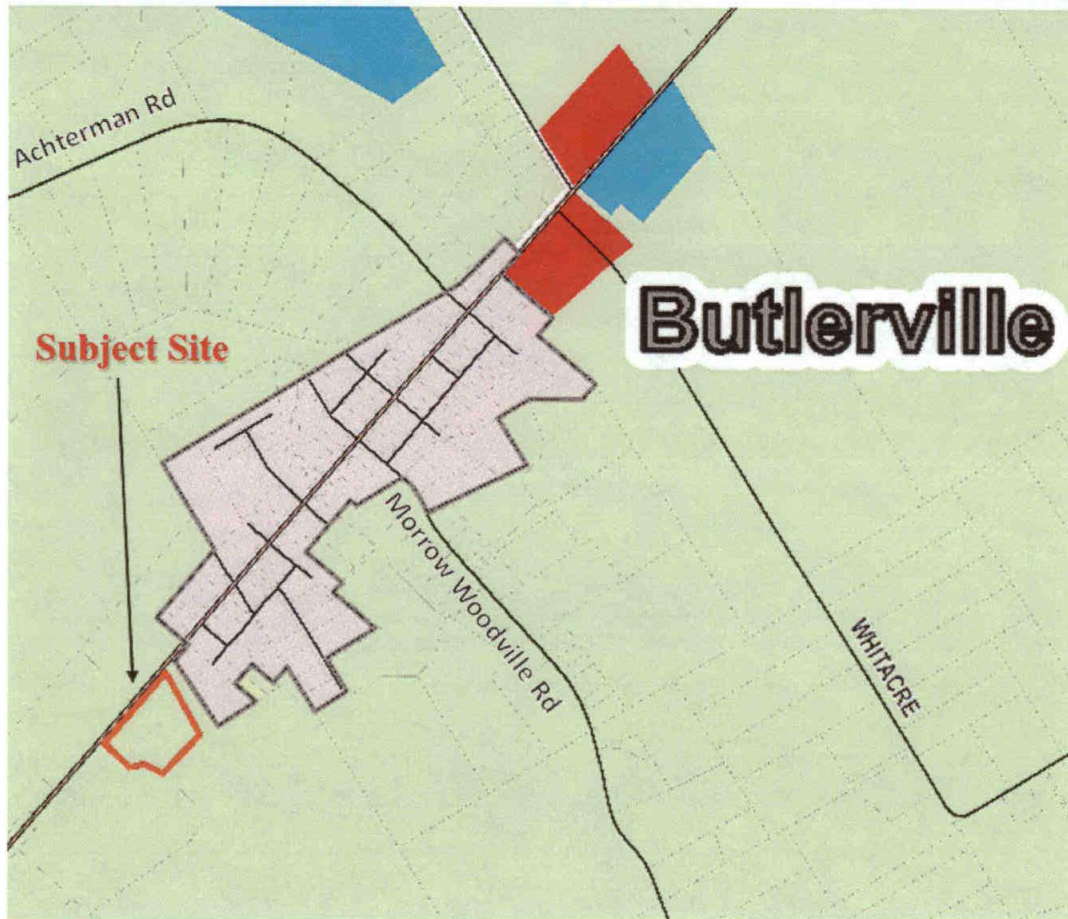 Achterman Rd
Butlerville
Subject Site
Morrow Woodville Rd
WHITACRE